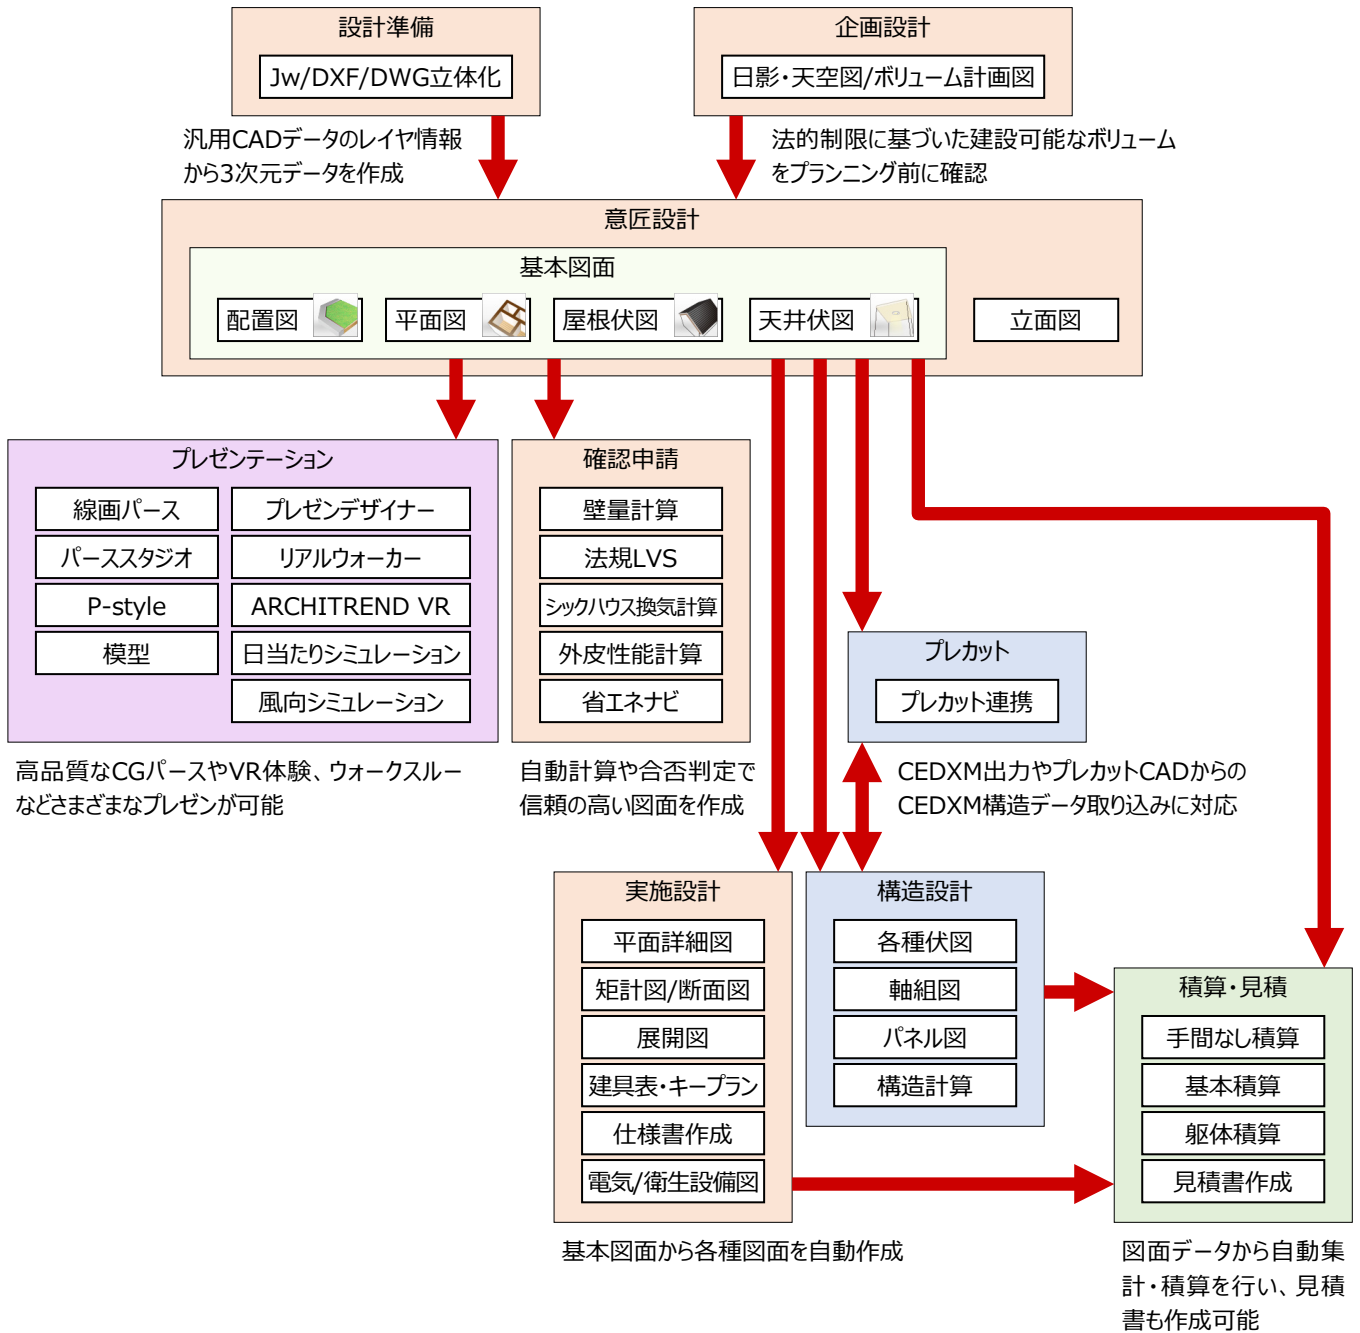 設計準備
Jw/DXF/DWG立体化
企画設計
日影・天空図/ボリューム計画図
汎用CADデータのレイヤ情報
から3次元データを作成
法的制限に基づいた建設可能なボリューム
をプランニング前に確認
意匠設計
基本図面
配置図
平面図
屋根伏図
天井伏図
立面図
プレゼンテーション
線画パース
プレゼンデザイナー
パーススタジオ
リアルウォーカー
P-style
ARCHITREND VR
模型
日当たりシミュレーション
風向シミュレーション
高品質なCGパースやVR体験、ウォークスルー
などさまざまなプレゼンが可能
確認申請
壁量計算
法規LVS
シックハウス換気計算
外皮性能計算
省エネナビ
自動計算や合否判定で
信頼の高い図面を作成
プレカット
プレカット連携
CEDXM出力やプレカットCADからの
CEDXM構造データ取り込みに対応
実施設計
平面詳細図
矩計図/断面図
展開図
建具表・キープラン
仕様書作成
電気/衛生設備図
基本図面から各種図面を自動作成
構造設計
各種伏図
軸組図
パネル図
構造計算
積算・見積
手間なし積算
基本積算
躯体積算
見積書作成
図面データから自動集
計・積算を行い、見積
書も作成可能